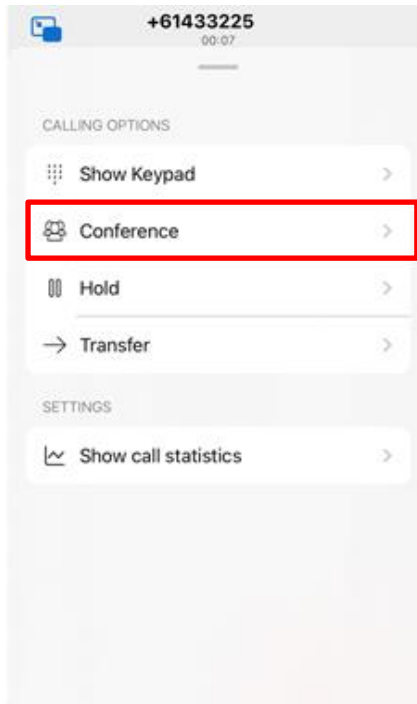 +61433225
00:07
CALLING OPTIONS
Show Keypad
Conference
Hold
Transfer
SETTINGS
Show call statistics